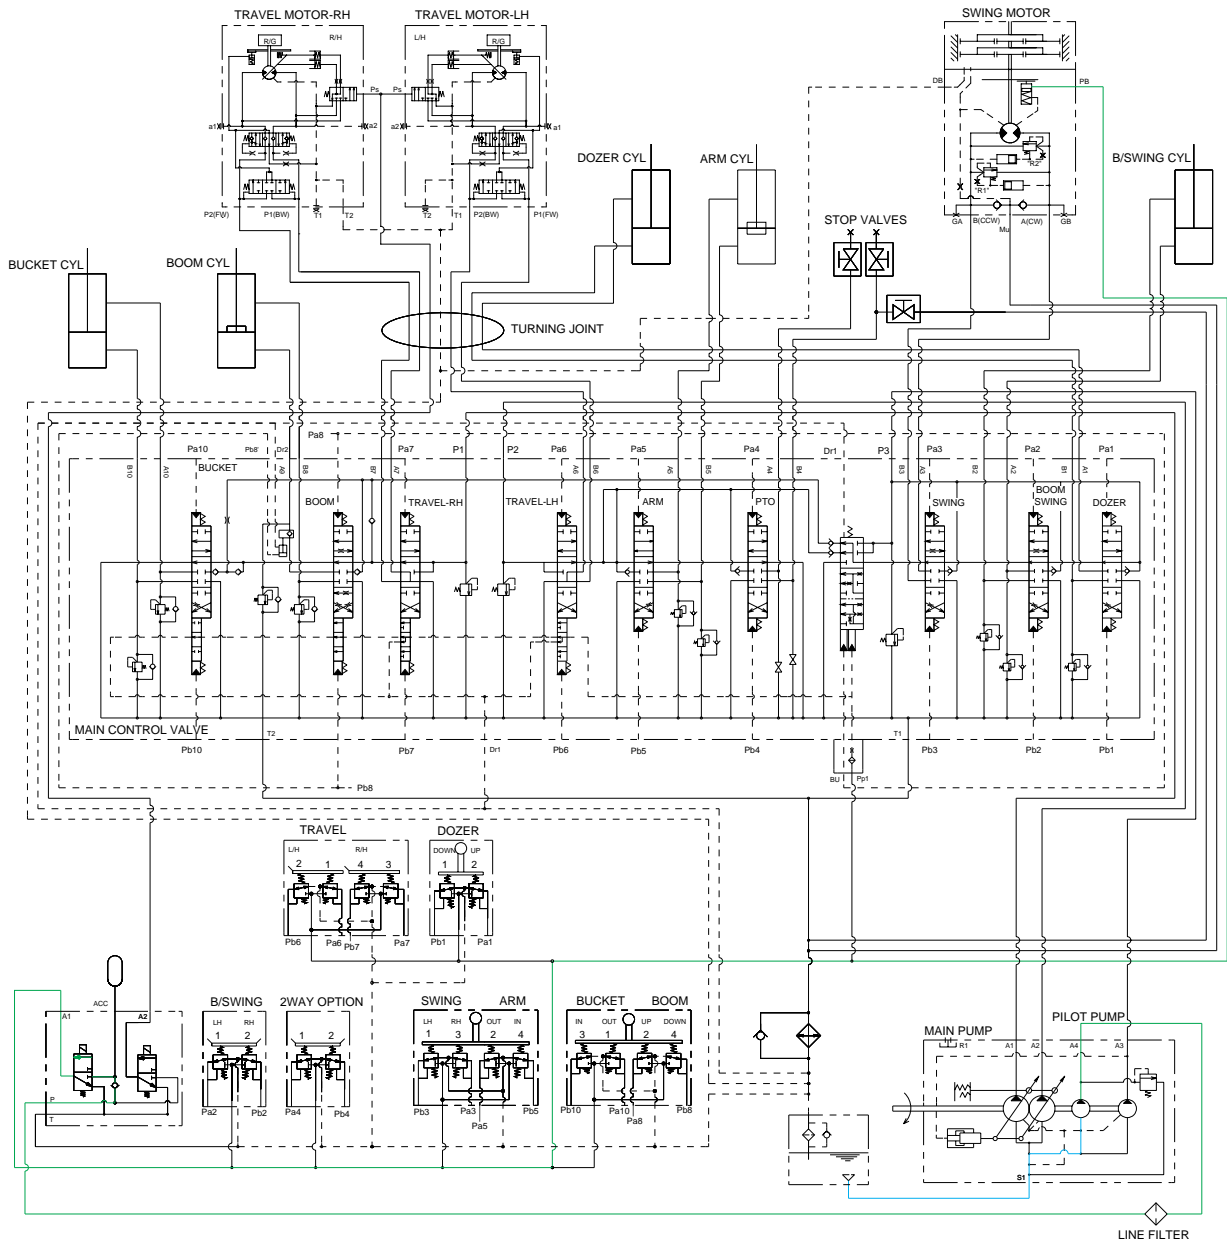 TRAVEL MOTOR-RH
TRAVEL MOTOR-LH
SWING MOTOR
R/G
R/H
L/H
R/G
DB
PB
Ps
Ps
a1
a2
a2
a1
"R2"
"R1"
P2(FW)
P1(BW)
T1
T2
T2
T1
P2(BW)
P1(FW)
GA
B(CCW)
Mu
A(CW)
GB
DOZER CYL
ARM CYL
B/SWING CYL
STOP VALVES
BUCKET CYL
BOOM CYL
TURNING JOINT
Pa8
Pa10
Pb8'
Dr2
Pa7
P1
P2
Pa6
Pa5
Pa4
Dr1
P3
Pa3
Pa2
Pa1
B10
A10
A9
B8
B7
A7
A6
B6
A5
B5
A4
B4
B3
A3
B2
A2
B1
A1
BUCKET
BOOM
TRAVEL-RH
TRAVEL-LH
ARM
PTO
SWING
BOOM
SWING
DOZER
MAIN CONTROL VALVE
T2
T1
Pb10
Pb7
Dr1
Pb6
Pb5
Pb4
Pb3
Pb2
Pb1
BU
Pp1
Pb8
TRAVEL
L/H
R/H
2 1 4 3
Pb6
Pa6
Pb7
Pa7
DOZER
DOWN
UP
1 2
Pb1
Pa1
ACC
A1
A2
P
T
B/SWING
LH
RH
1 2
Pa2
Pb2
2WAY OPTION
1 2
Pa4
Pb4
SWING
ARM
LH
RH
OUT
IN
1 3 2 4
Pb3
Pa3
Pa5
Pb5
BUCKET
BOOM
IN
OUT
UP
DOWN
3 1 2 4
Pb10
Pa10
Pa8
Pb8
MAIN PUMP
PILOT PUMP
R1
A1
A2
A4
A3
S1
LINE FILTER